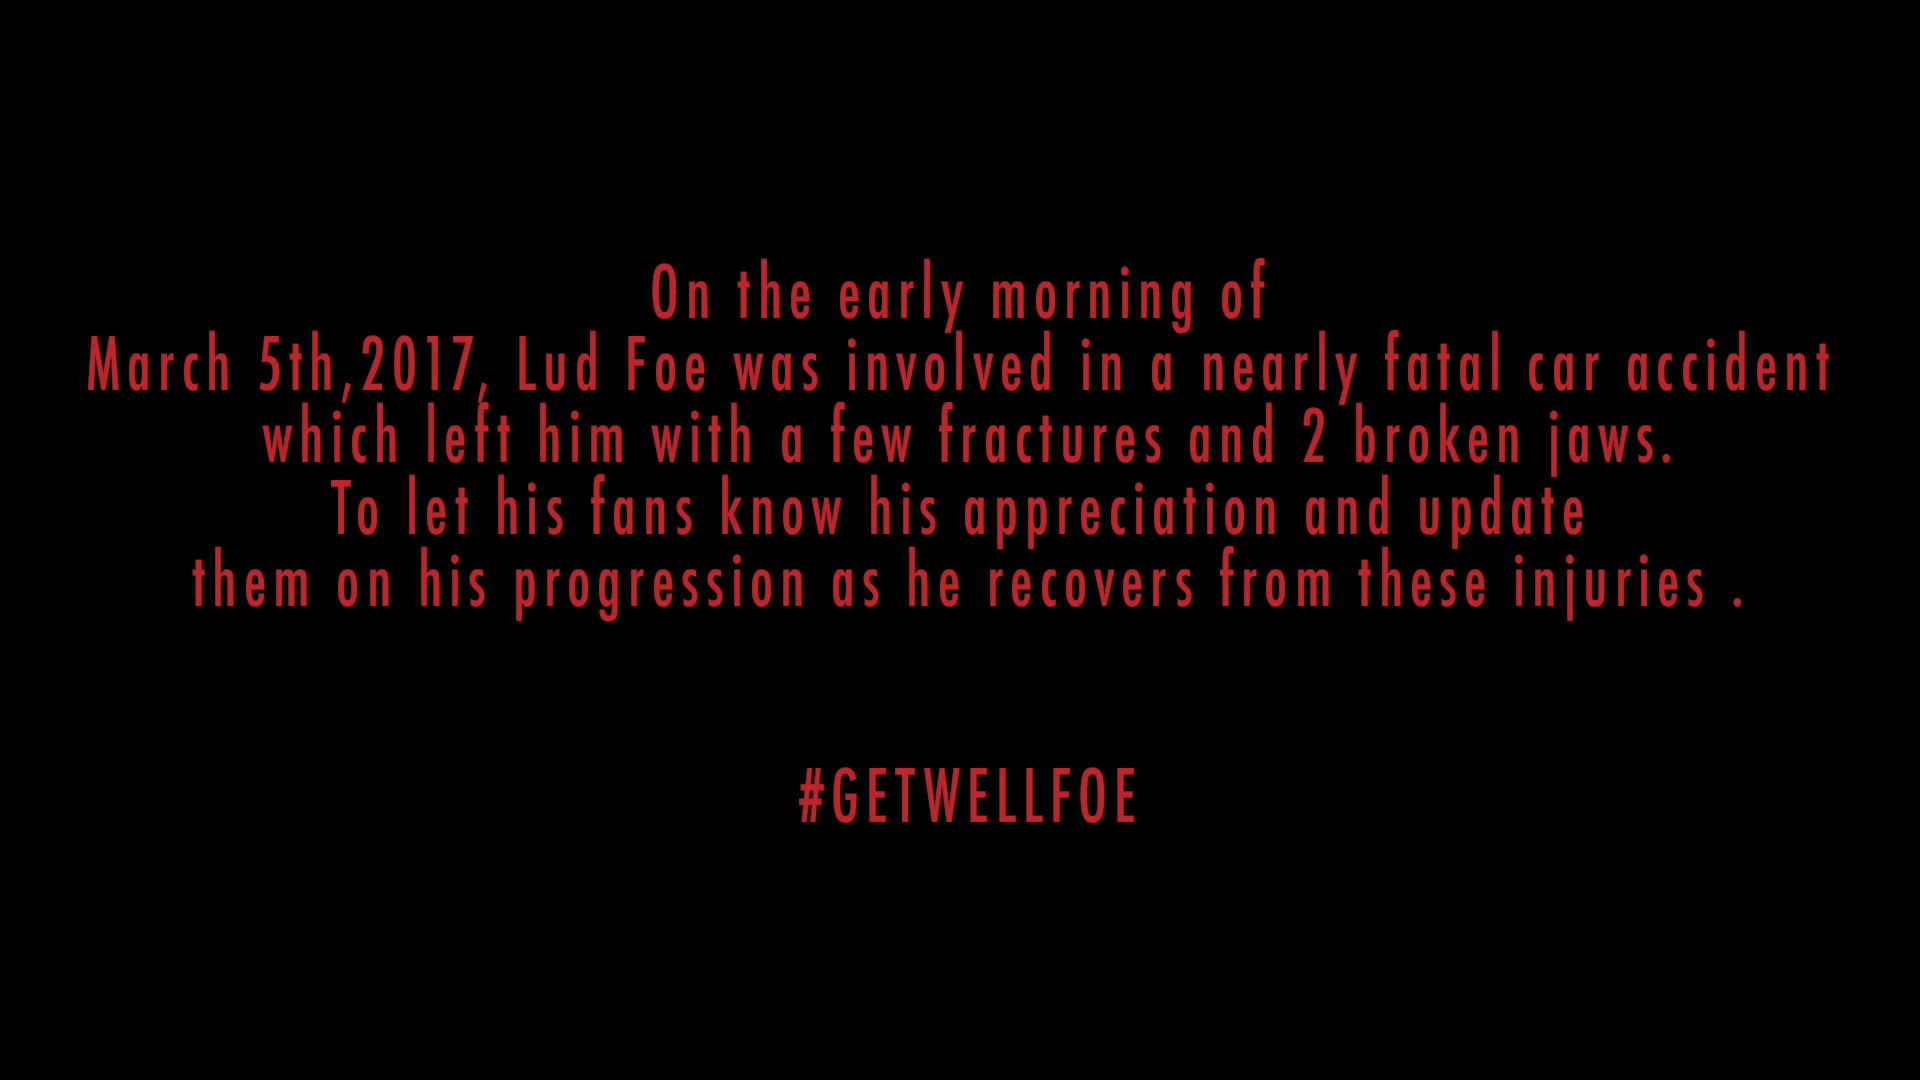 On the early morning of
March 5th,2017, Lud Foe was involved in a nearly fatal car accident
which left him with a few fractures and 2 broken jaws.
To let his fans know his appreciation and update
them on his progression as he recovers from these injuries .
#GETWELLFOE